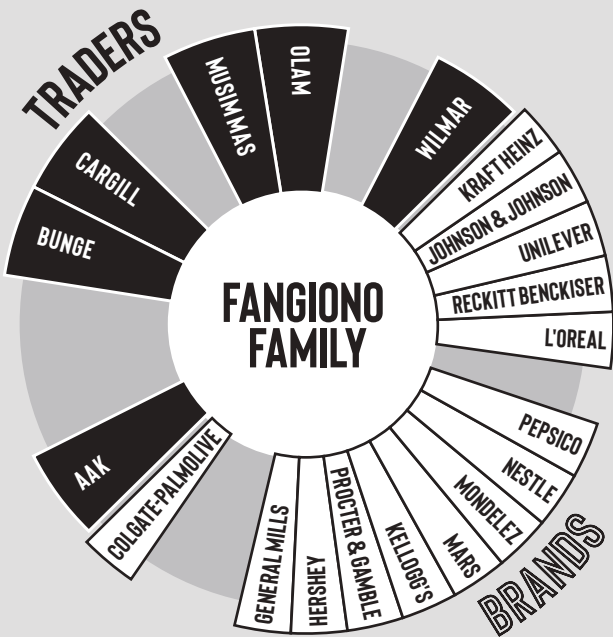 TRADERS
MUSIM MAS
OLAM
WILMAR
CARGILL
BUNGE
AAK
FANGIONO
FAMILY
KRAFT HEINZ
JOHNSON & JOHNSON
UNILEVER
RECKITT BENCKISER
L'OREAL
PEPSICO
NESTLE
MONDELEZ
MARS
KELLOGG'S
PROCTER & GAMBLE
HERSHEY
GENERAL MILLS
COLGATE-PALMOLIVE
BRANDS